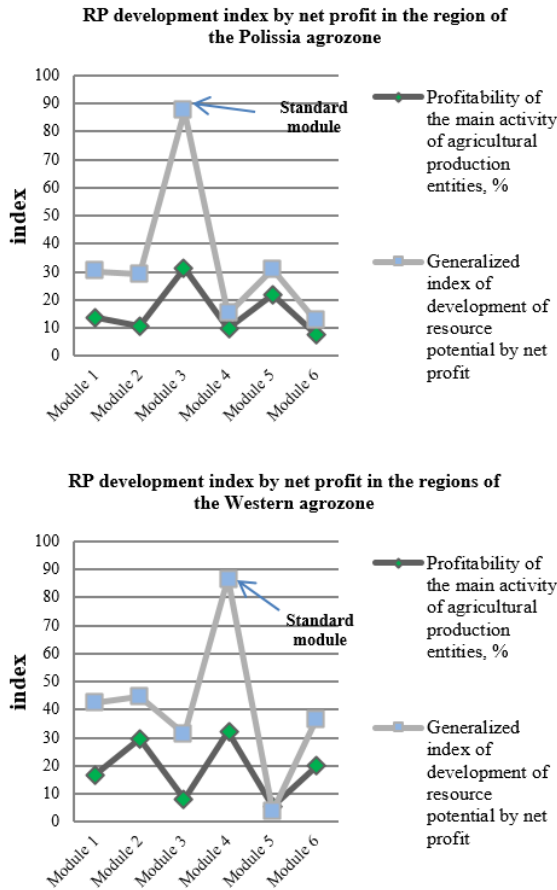 RP development index by net profit in the region of
the Polissia agrozone
100
90
80
70
60
50
40
30
20
10
0
index
Standard
module
Module 1
Module 2
Module 3
Module 4
Module 5
Module 6
Profitability of
the main activity
of agricultural
production
entities, %
Generalized
index of
development of
resource
potential by net
profit
RP development index by net profit in the regions of
the Western agrozone
100
90
80
70
60
50
40
30
20
10
0
index
Standard
module
Module 1
Module 2
Module 3
Module 4
Module 5
Module 6
Profitability of
the main activity
of agricultural
production
entities, %
Generalized
index of
development of
resource
potential by net
profit